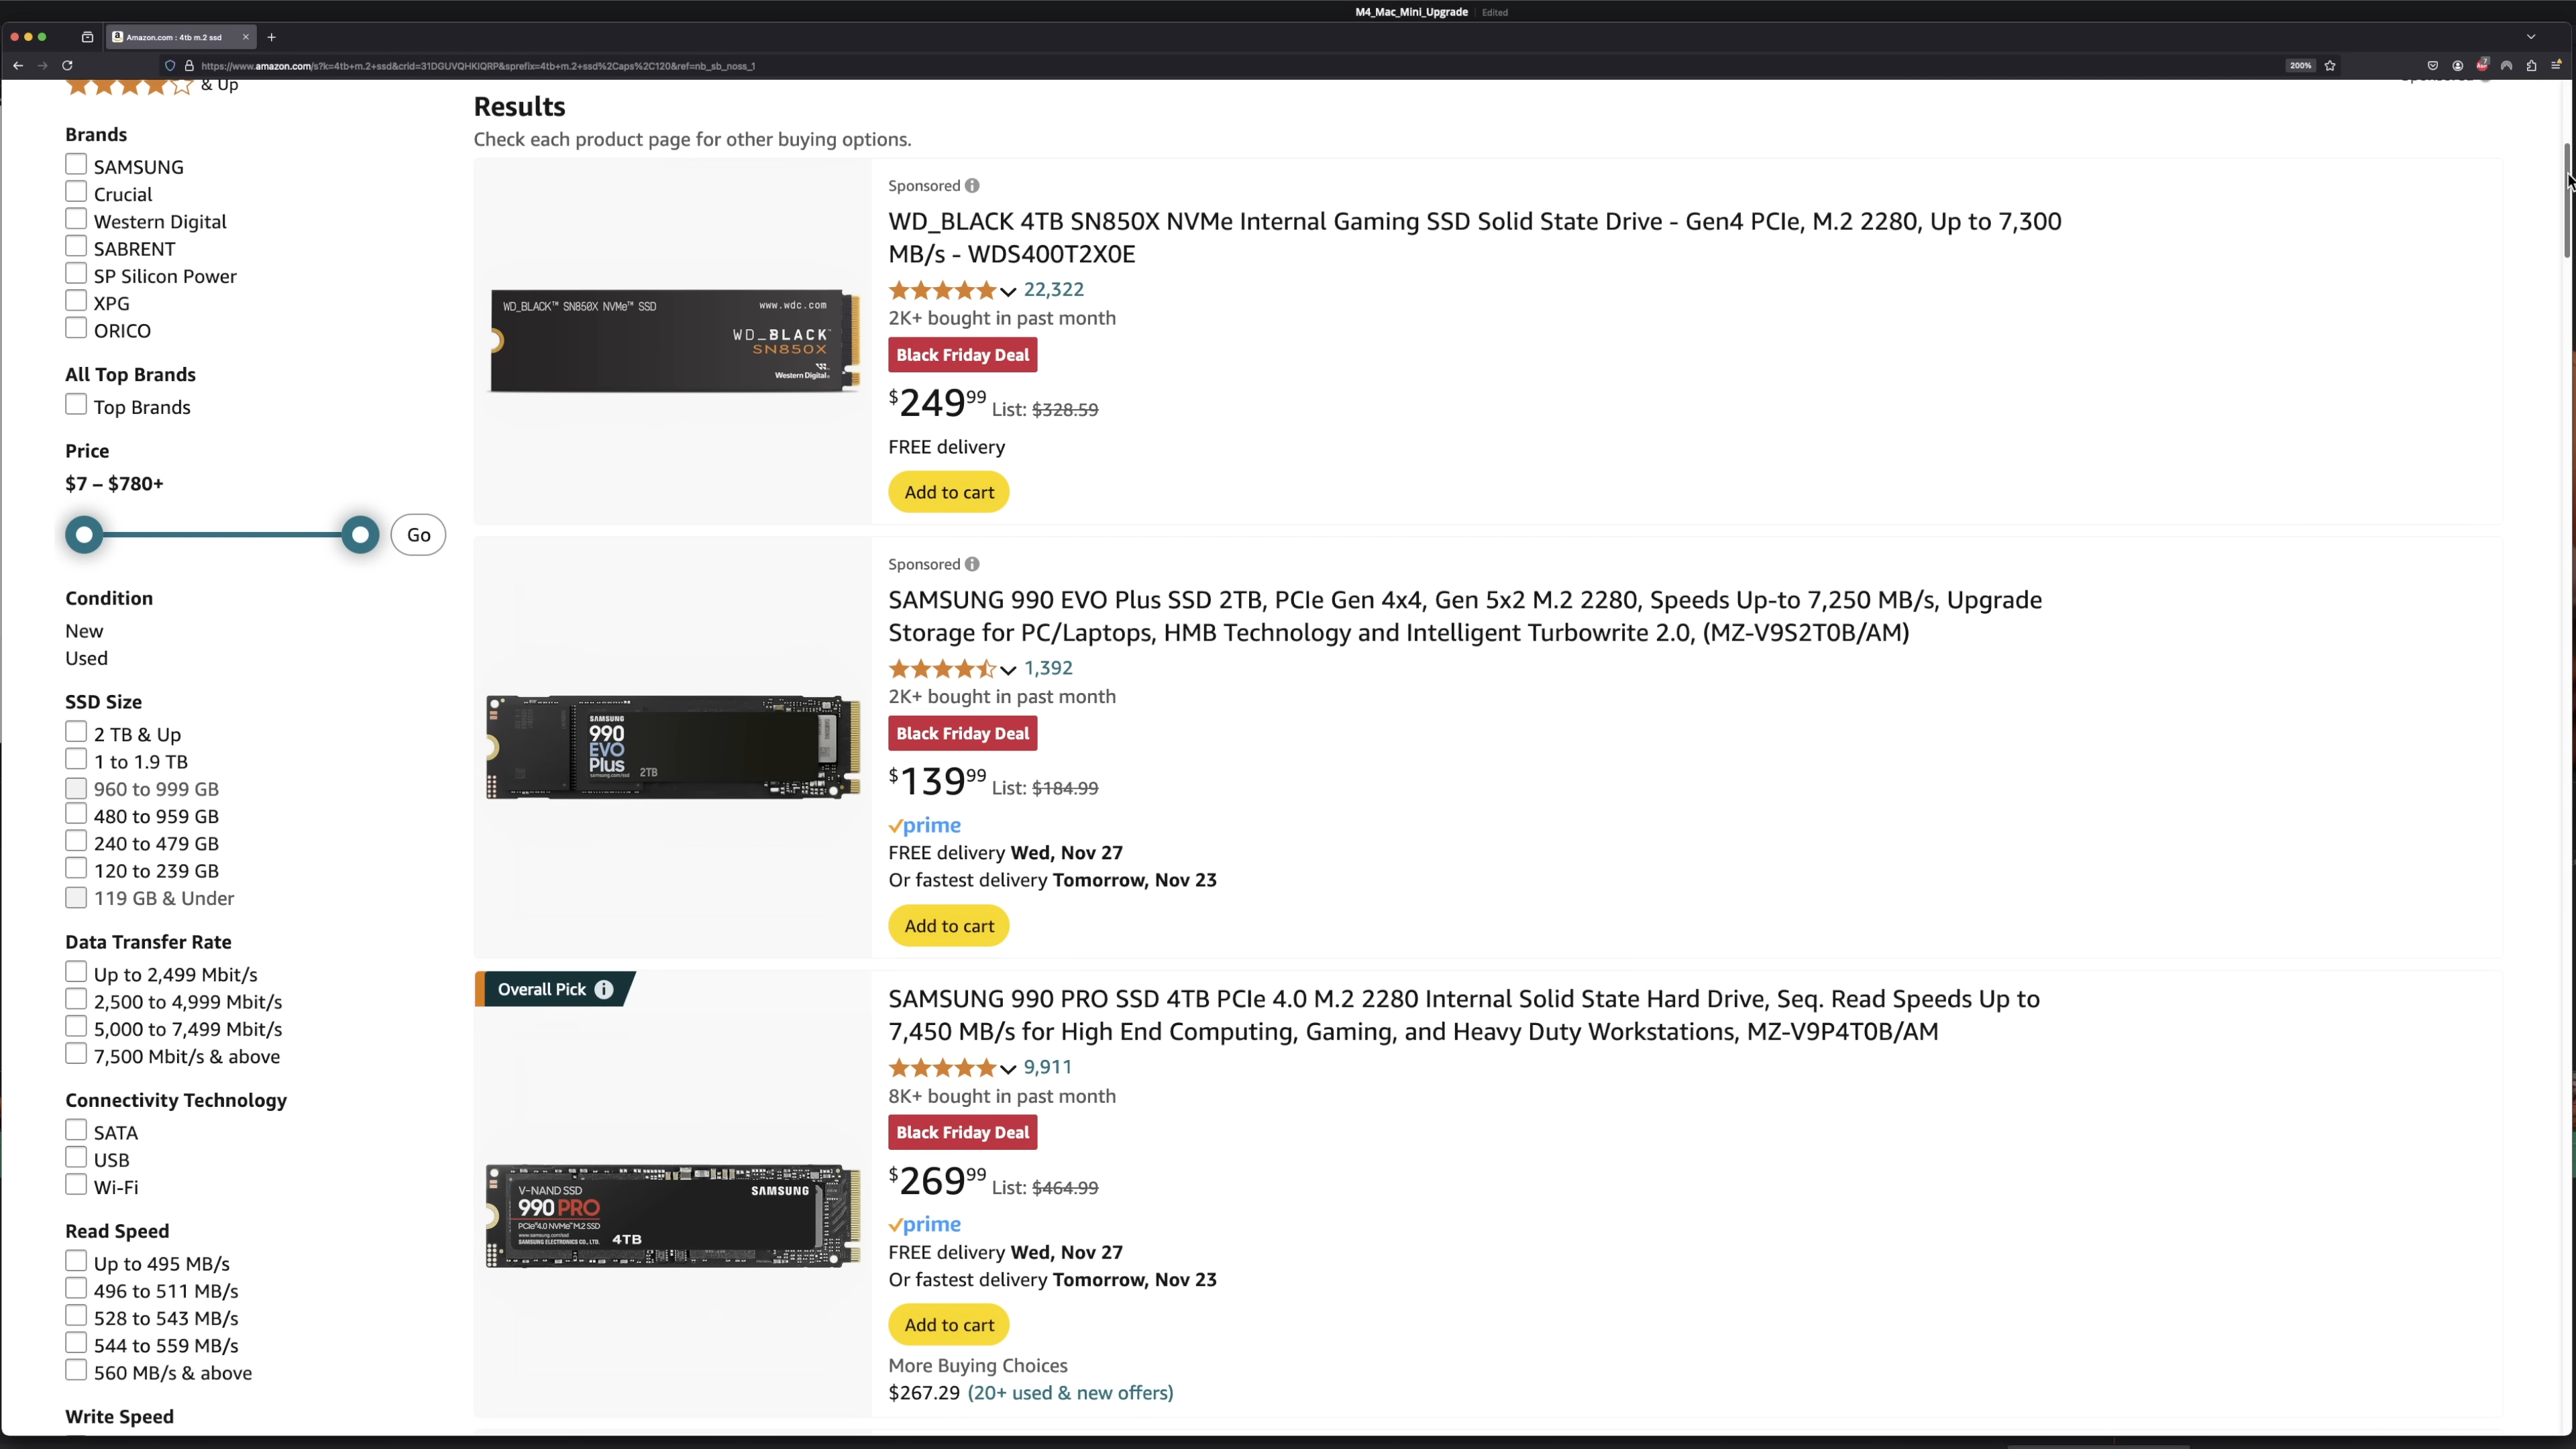 M4_Mac_Mini_Upgrade Edited
Amazon.com : 4tb m.2 ssd
https://www.amazon.com/s?k=4tb+m.2+ssd&crid=31DGUVQHKIQRP&sprefix=4tb+m.2+ssd%2Caps%2C120&ref=nb_sb_noss_1
200%
& Up
Brands
SAMSUNG
Crucial
Western Digital
SABRENT
SP Silicon Power
XPG
ORICO
All Top Brands
Top Brands
Price
$7 – $780+
Go
Condition
New
Used
SSD Size
2 TB & Up
1 to 1.9 TB
960 to 999 GB
480 to 959 GB
240 to 479 GB
120 to 239 GB
119 GB & Under
Data Transfer Rate
Up to 2,499 Mbit/s
2,500 to 4,999 Mbit/s
5,000 to 7,499 Mbit/s
7,500 Mbit/s & above
Connectivity Technology
SATA
USB
Wi-Fi
Read Speed
Up to 495 MB/s
496 to 511 MB/s
528 to 543 MB/s
544 to 559 MB/s
560 MB/s & above
Write Speed
Results
Check each product page for other buying options.
WD_BLACK™ SN850X NVMe™ SSD
www.wdc.com
WD_BLACK™
SN850X
Western Digital.
Sponsored
WD_BLACK 4TB SN850X NVMe Internal Gaming SSD Solid State Drive - Gen4 PCIe, M.2 2280, Up to 7,300
MB/s - WDS400T2X0E
22,322
2K+ bought in past month
Black Friday Deal
$249.99 List: $328.59
FREE delivery
Add to cart
SAMSUNG
990
EVO
Plus
samsung.com/ssd
2TB
Sponsored
SAMSUNG 990 EVO Plus SSD 2TB, PCIe Gen 4x4, Gen 5x2 M.2 2280, Speeds Up-to 7,250 MB/s, Upgrade
Storage for PC/Laptops, HMB Technology and Intelligent Turbowrite 2.0, (MZ-V9S2T0B/AM)
1,392
2K+ bought in past month
Black Friday Deal
$139.99 List: $184.99
prime
FREE delivery Wed, Nov 27
Or fastest delivery Tomorrow, Nov 23
Add to cart
Overall Pick
V-NAND SSD
SAMSUNG
990 PRO
PCIe 4.0 NVMe M.2 SSD
www.samsung.com/ssd
SAMSUNG ELECTRONICS CO., LTD.
4TB
SAMSUNG 990 PRO SSD 4TB PCIe 4.0 M.2 2280 Internal Solid State Hard Drive, Seq. Read Speeds Up to
7,450 MB/s for High End Computing, Gaming, and Heavy Duty Workstations, MZ-V9P4T0B/AM
9,911
8K+ bought in past month
Black Friday Deal
$269.99 List: $464.99
prime
FREE delivery Wed, Nov 27
Or fastest delivery Tomorrow, Nov 23
Add to cart
More Buying Choices
$267.29 (20+ used & new offers)